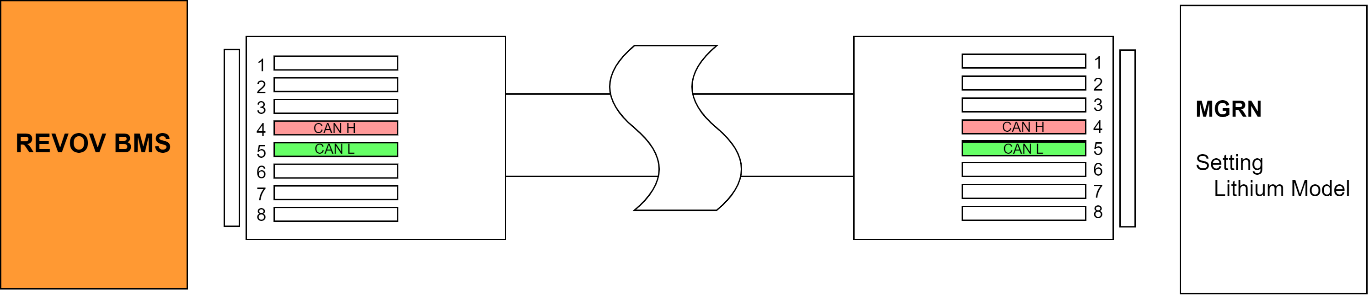 REVOV BMS
1
2
3
4 CAN H
5 CAN L
6
7
8
1
2
3
CAN H 4
CAN L 5
6
7
8
MGRN
Setting
Lithium Model